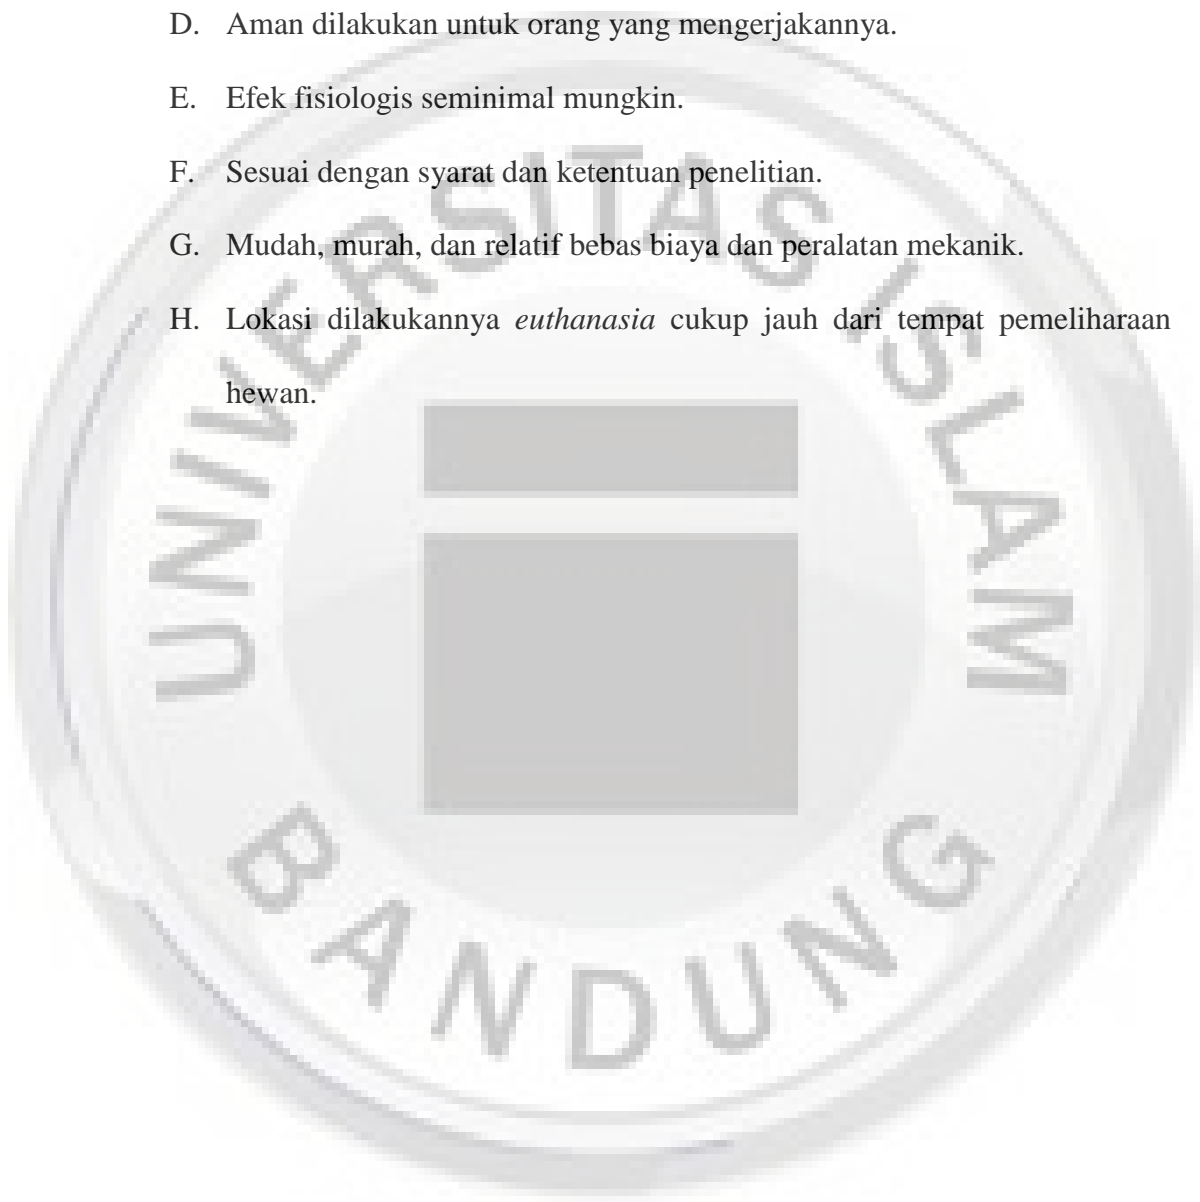 D. Aman dilakukan untuk orang yang mengerjakannya.
E. Efek fisiologis seminimal mungkin.
F. Sesuai dengan syarat dan ketentuan penelitian.
G. Mudah, murah, dan relatif bebas biaya dan peralatan mekanik.
H. Lokasi dilakukannya euthanasia cukup jauh dari tempat pemeliharaan
hewan.
UNIVERSITAS ISLAM
BANDUNG